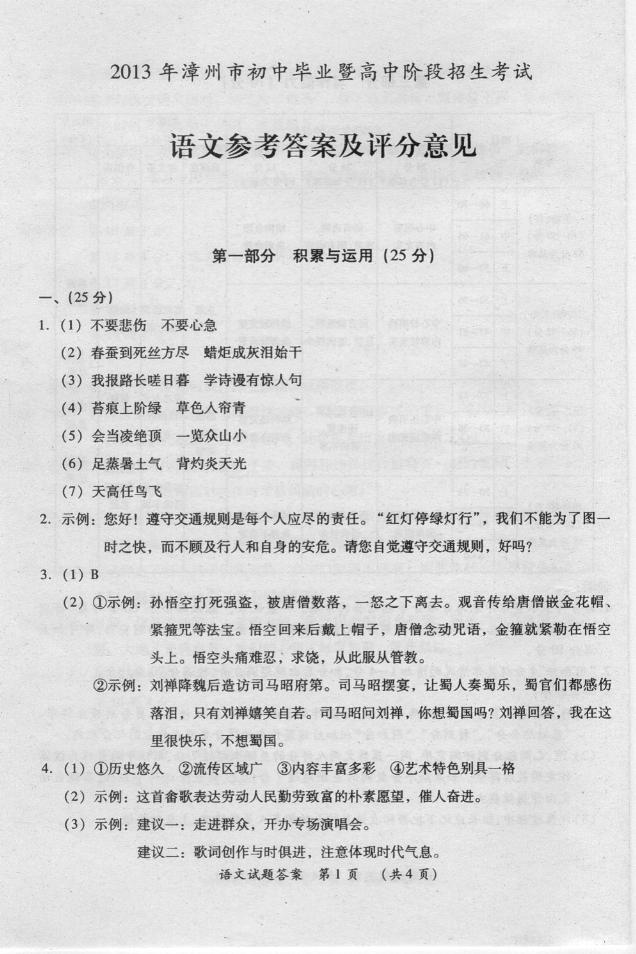 2013年漳州市初中毕业暨高中阶段招生考试
语文参考答案及评分意见
第一部分 积累与运用(25分)
一、(25分)
1.(1)不要悲伤 不要心急
(2)春蚕到死丝方尽 蜡炬成灰泪始干
(3)我报路长嗟日暮 学诗谩有惊人句
(4)苔痕上阶绿 草色入帘青
(5)会当凌绝顶 一览众山小
(6)足蒸暑土气 背灼炎天光
(7)天高任鸟飞
2. 示例:您好!遵守交通规则是每个人应尽的责任。“红灯停绿灯行”,我们不能为了图一
时之快,而不顾及行人和自身的安危。请您自觉遵守交通规则,好吗?
3.(1)B
(2)①示例:孙悟空打死强盗,被唐僧数落,一怒之下离去。观音传给唐僧嵌金花帽、
紧箍咒等法宝。悟空回来后戴上帽子,唐僧念动咒语,金箍就紧勒在悟空
头上。悟空头痛难忍,求饶,从此服从管教。
②示例:刘禅降魏后造访司马昭府第。司马昭摆宴,让蜀人奏蜀乐,蜀官们都感伤
落泪,只有刘禅嬉笑自若。司马昭问刘禅,你想蜀国吗?刘禅回答,我在这
里很快乐,不想蜀国。
4.(1)①历史悠久 ②流传区域广 ③内容丰富多彩 ④艺术特色别具一格
(2)示例:这首畲歌表达劳动人民勤劳致富的朴素愿望,催人奋进。
(3)示例:建议一:走进群众,开办专场演唱会。
建议二:歌词创作与时俱进,注意体现时代气息。
语文试题答案 第1页 (共4页)